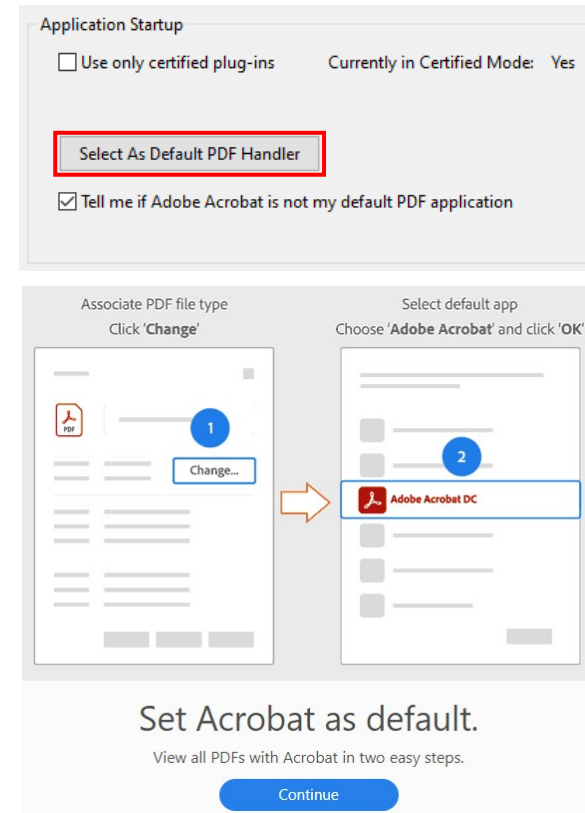 Application Startup
Use only certified plug-ins Currently in Certified Mode: Yes
Select As Default PDF Handler
Tell me if Adobe Acrobat is not my default PDF application
Associate PDF file type
Click 'Change'
Select default app
Choose 'Adobe Acrobat' and click 'OK'
PDF
1
Change...
2
Adobe Acrobat DC
Set Acrobat as default.
View all PDFs with Acrobat in two easy steps.
Continue